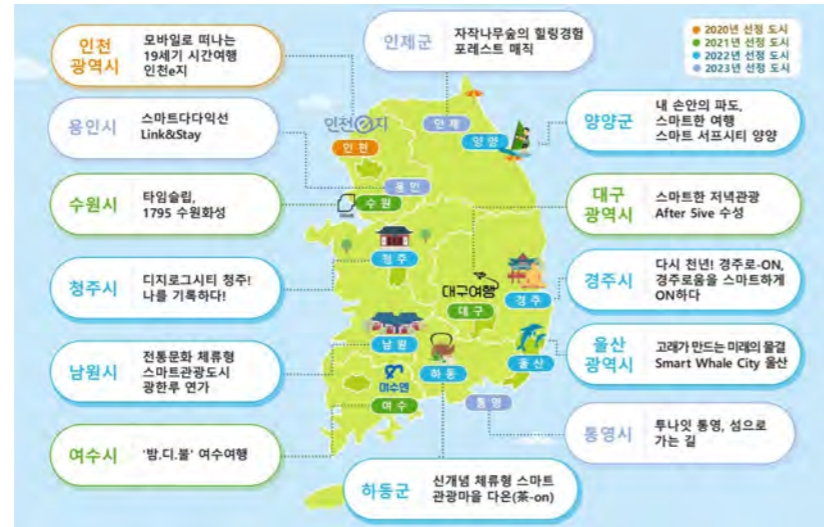 2020년 선정 도시
2021년 선정 도시
2022년 선정 도시
2023년 선정 도시
인천
광역시
모바일로 떠나는
19세기 시간여행
인천e지
인제군
자작나무숲의 힐링경험
포레스트 매직
용인시
스마트다다익선
Link&Stay
양양군
내 손안의 파도,
스마트한 여행
스마트 서프시티 양양
수원시
타임슬립,
1795 수원화성
대구
광역시
스마트한 저녁관광
After 5ive 수성
청주시
디지로그시티 청주!
나를 기록하다!
경주시
다시 천년! 경주로-ON,
경주로움을 스마트하게
ON하다
남원시
전통문화 체류형
스마트관광도시
광한루 연가
울산
광역시
고래가 만드는 미래의 물결
Smart Whale City 울산
여수시
'밤.디.불' 여수여행
통영시
투나잇 통영, 섬으로
가는 길
하동군
신개념 체류형 스마트
관광마을 다온(茶-on)
인천e지
인천
인제
양양
용인
수원
청주
대구여행
대구
경주
남원
하동
울산
여수엔
여수
통영